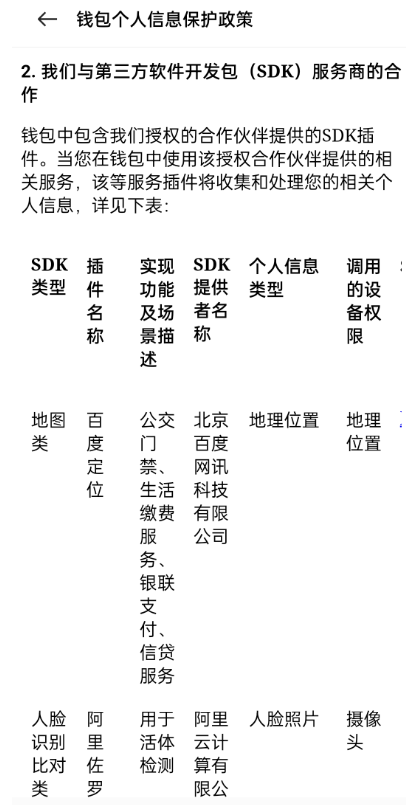 ← 钱包个人信息保护政策
2. 我们与第三方软件开发包（SDK）服务商的合
作
钱包中包含我们授权的合作伙伴提供的SDK插
件。当您在钱包中使用该授权合作伙伴提供的相
关服务，该等服务插件将收集和处理您的相关个
人信息，详见下表：
SDK
类型
插
件
名
称
实现
功能
及场
景描
述
SDK
提供
者名
称
个人信息
类型
调用
的设
备权
限
地图
类
百
度
定
位
公交
门
禁、
生活
缴费
服
务、
银联
支
付、
信贷
服务
北京
百度
网讯
科技
有限
公司
地理位置
地理
位置
人脸
识别
比对
类
阿
里
佐
罗
用于
活体
检测
阿里
云计
算有
限公
人脸照片
摄像
头